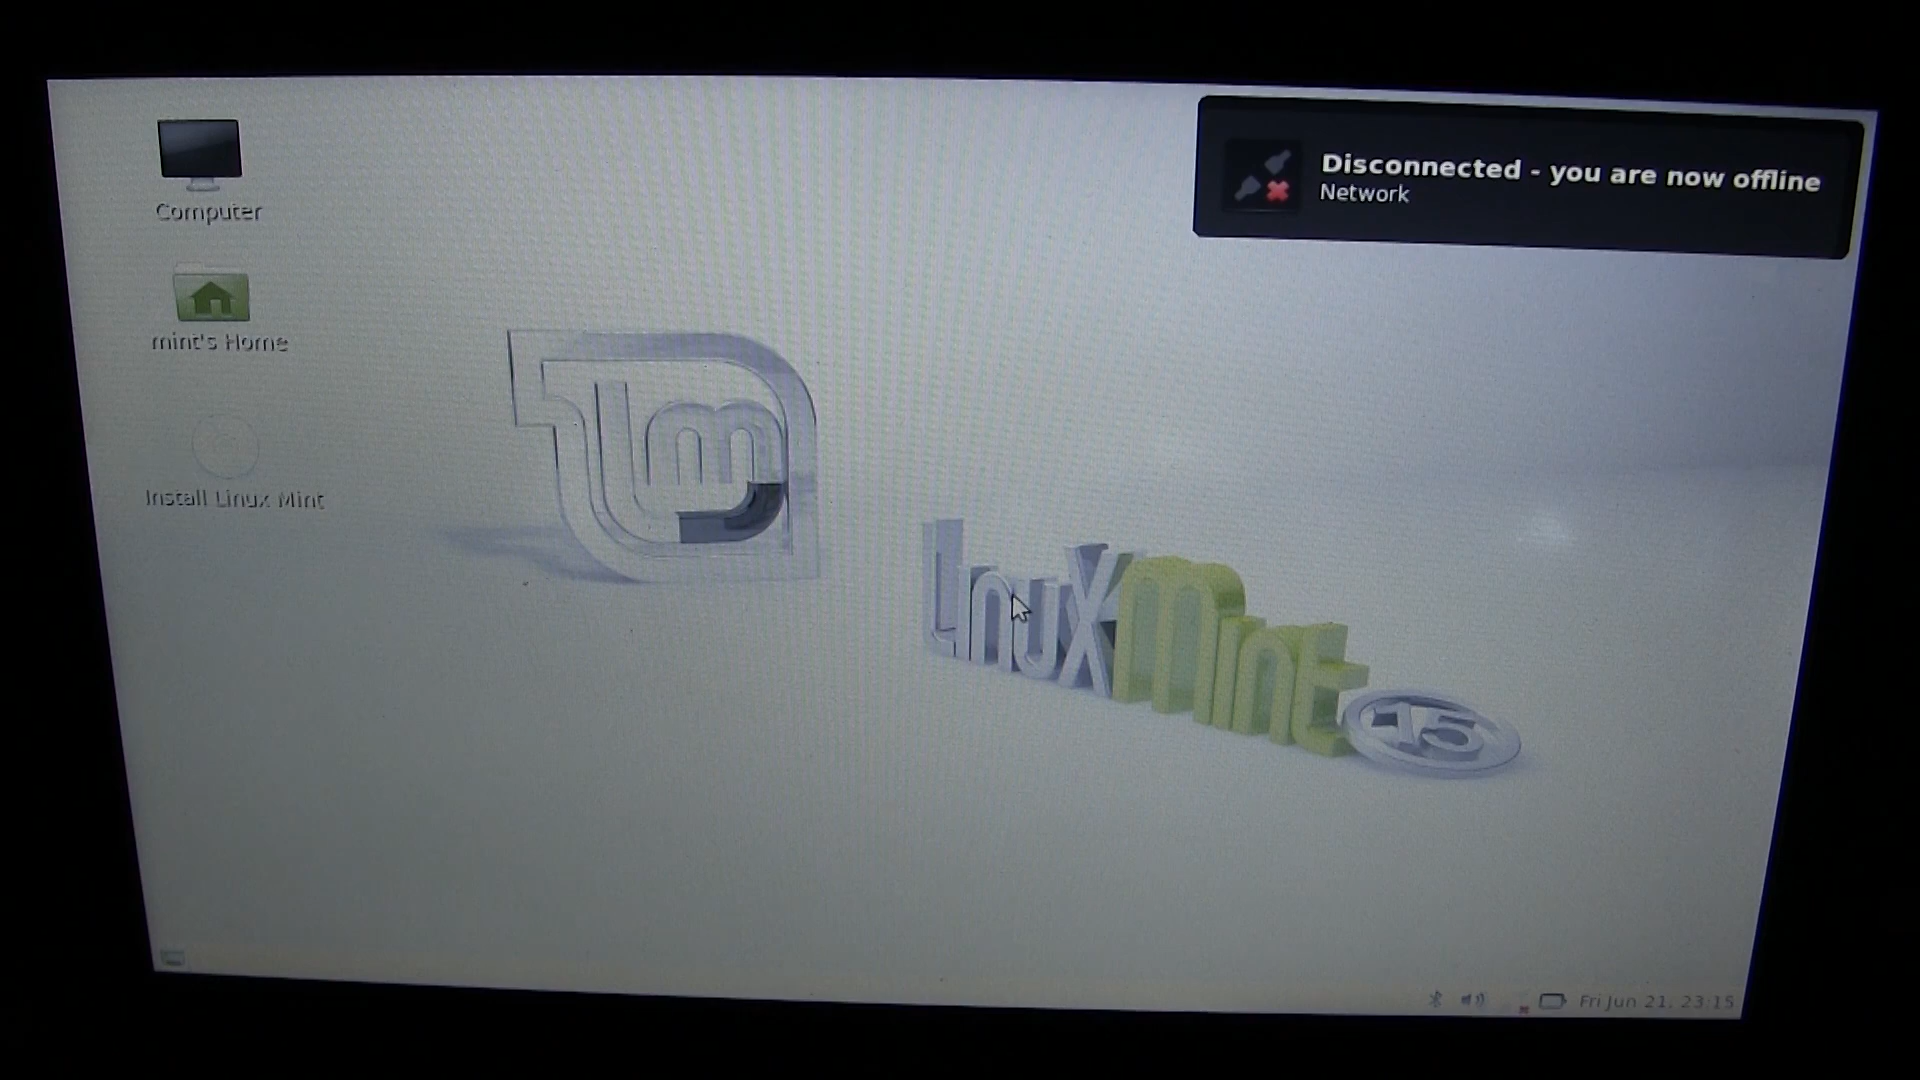 Computer
mint's Home
Install Linux Mint
Disconnected - you are now offline
Network
lm
LinuxMint
15
Fri Jun 21, 23:15